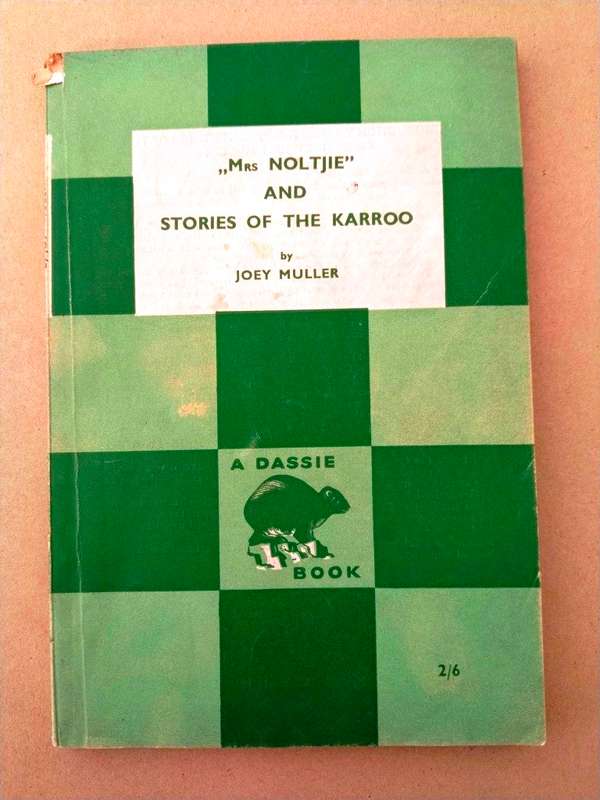 „Mrs NOLTJIE”
AND
STORIES OF THE KARROO
by
JOEY MULLER
A DASSIE
BOOK
2/6